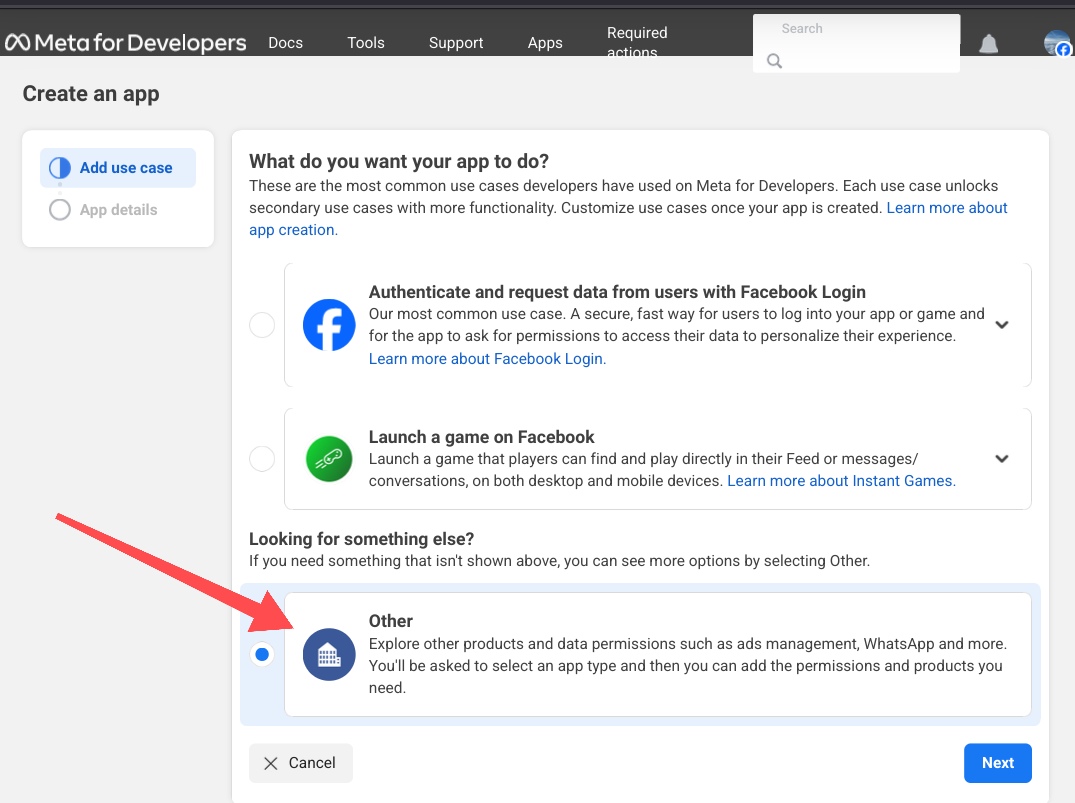 Meta for Developers
Docs
Tools
Support
Apps
Required
actions
Search
Create an app
Add use case
App details
What do you want your app to do?
These are the most common use cases developers have used on Meta for Developers. Each use case unlocks
secondary use cases with more functionality. Customize use cases once your app is created. Learn more about
app creation.
Authenticate and request data from users with Facebook Login
Our most common use case. A secure, fast way for users to log into your app or game and
for the app to ask for permissions to access their data to personalize their experience.
Learn more about Facebook Login.
Launch a game on Facebook
Launch a game that players can find and play directly in their Feed or messages/
conversations, on both desktop and mobile devices. Learn more about Instant Games.
Looking for something else?
If you need something that isn't shown above, you can see more options by selecting Other.
Other
Explore other products and data permissions such as ads management, WhatsApp and more.
You'll be asked to select an app type and then you can add the permissions and products you
need.
Cancel
Next